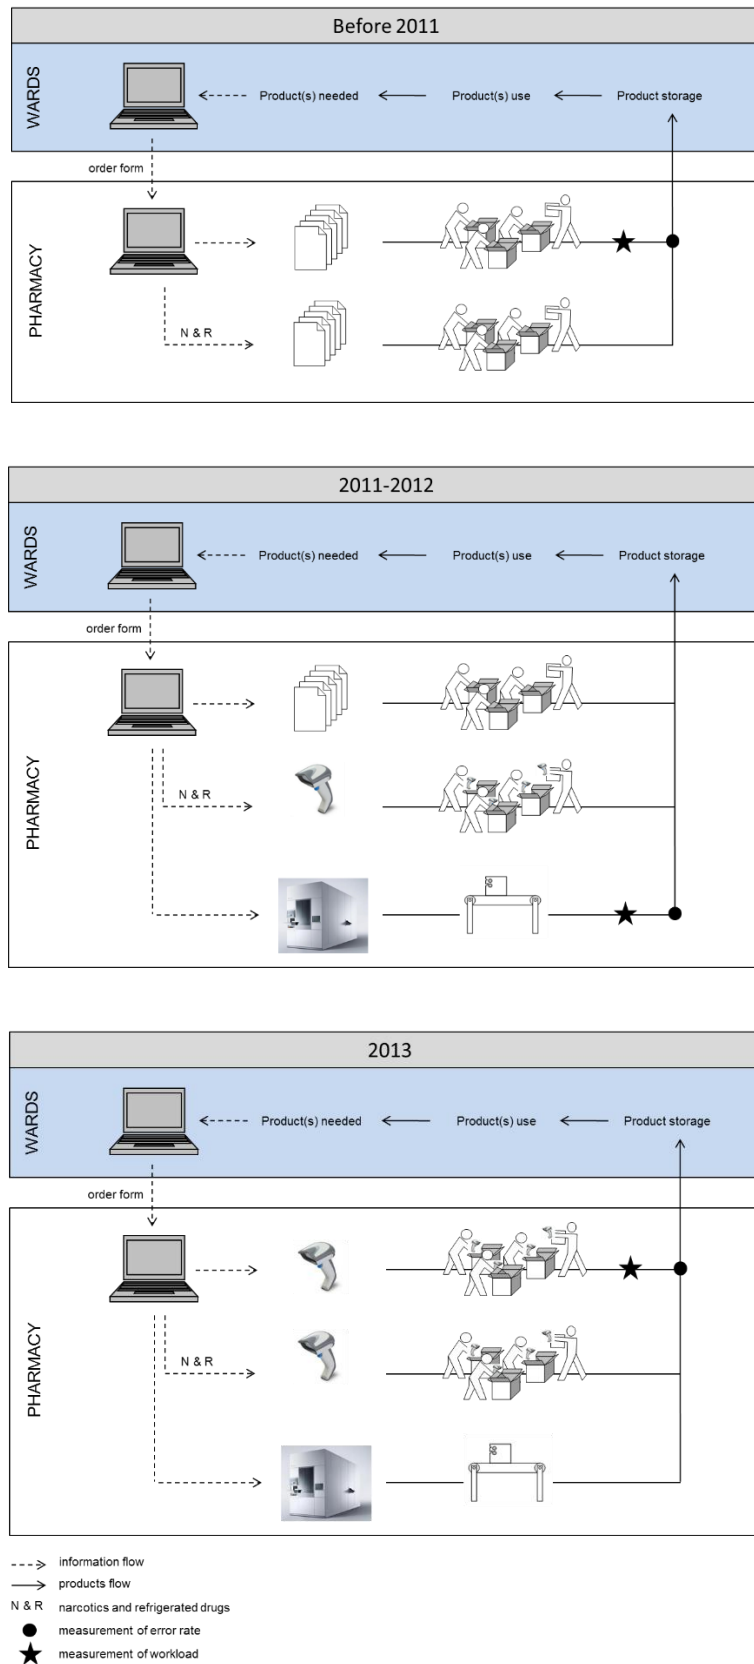 Before 2011
WARDS
Product(s) needed
Product(s) use
Product storage
order form
PHARMACY
N & R
2011-2012
WARDS
Product(s) needed
Product(s) use
Product storage
order form
PHARMACY
N & R
2013
WARDS
Product(s) needed
Product(s) use
Product storage
order form
PHARMACY
N & R
information flow
products flow
N & R narcotics and refrigerated drugs
measurement of error rate
measurement of workload